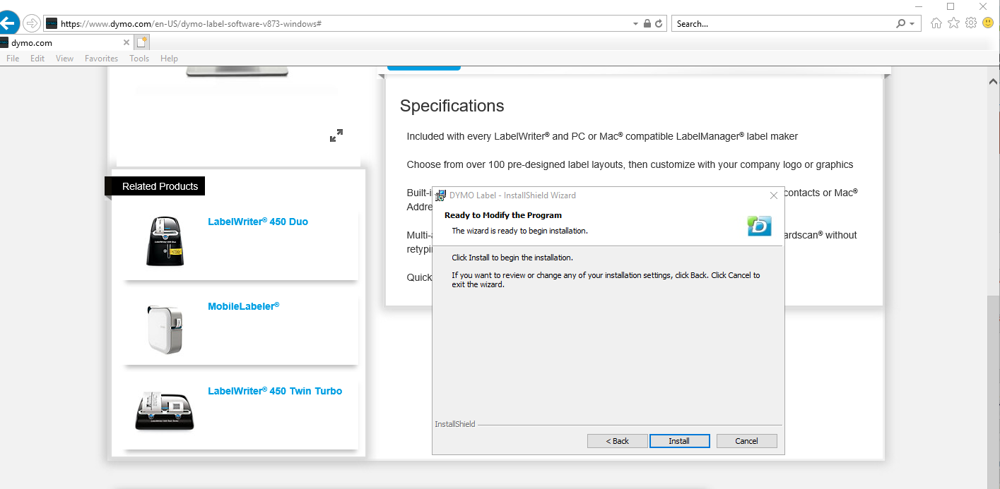 https://www.dymo.com/en-US/dymo-label-software-v873-windows#
Search...
dymo.com
File Edit View Favorites Tools Help
Specifications
Included with every LabelWriter® and PC or Mac® compatible LabelManager® label maker
Choose from over 100 pre-designed label layouts, then customize with your company logo or graphics
Built-i
contacts or Mac®
Addre
Multi-a
ardscan® without
retypi
Quick
Related Products
LabelWriter® 450 Duo
MobileLabeler®
LabelWriter® 450 Twin Turbo
DYMO Label - InstallShield Wizard
Ready to Modify the Program
The wizard is ready to begin installation.
D
Click Install to begin the installation.
If you want to review or change any of your installation settings, click Back. Click Cancel to
exit the wizard.
InstallShield
< Back Install Cancel